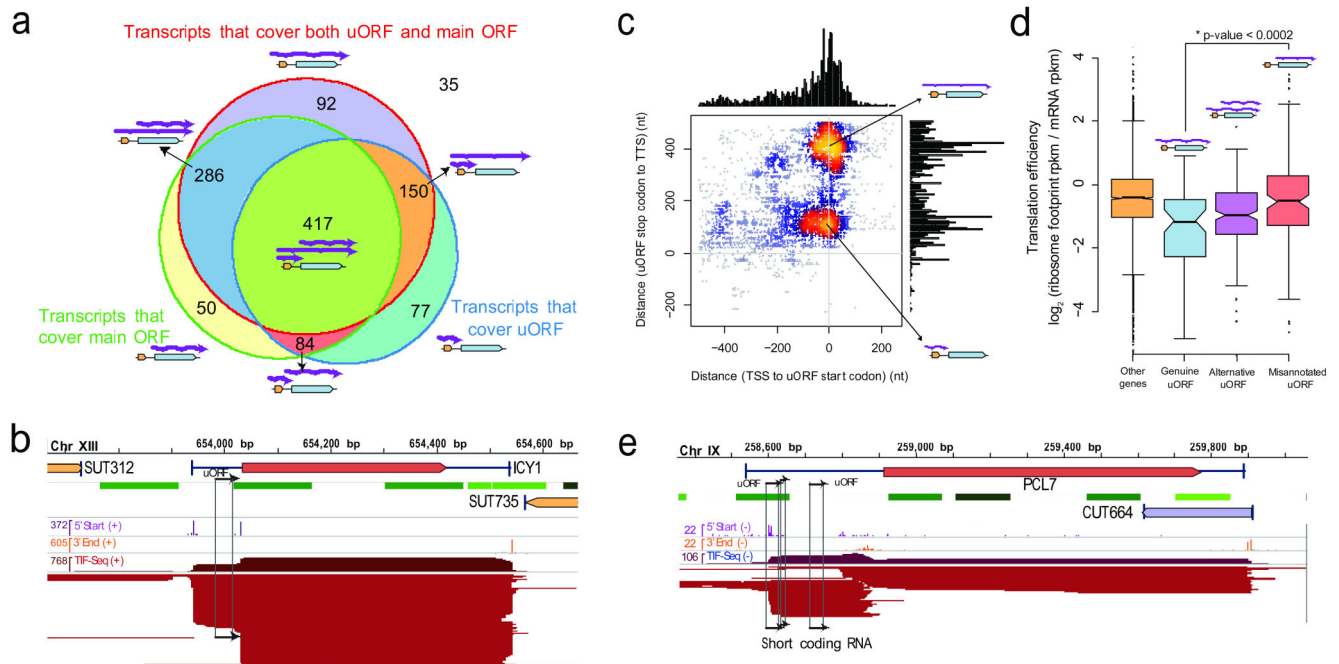 a
Transcripts that cover both uORF and main ORF
35
92
286
150
417
50
77
84
Transcripts that
cover main ORF
Transcripts that
cover uORF
b
Chr XIII
654,000 bp
654,200 bp
654,400 bp
654,600 bp
SUT312
uORF
ICY1
SUT735
372
5' Start (+)
605
3' End (+)
768
TIF-Seq (+)
c
Distance (uORF stop codon to TTS) (nt)
400
200
0
−200
−400
−200
0
200
Distance (TSS to uORF start codon) (nt)
d
* p-value < 0.0002
Translation efficiency
log2 (ribosome footprint rpkm / mRNA rpkm)
4
2
0
-2
-4
Other
genes
Genuine
uORF
Alternative
uORF
Misannotated
uORF
e
Chr IX
258,600 bp
259,000 bp
259,400 bp
259,800 bp
uORF
uORF
PCL7
CUT664
22
5' Start (-)
22
3' End (-)
106
TIF-Seq (-)
Short coding RNA